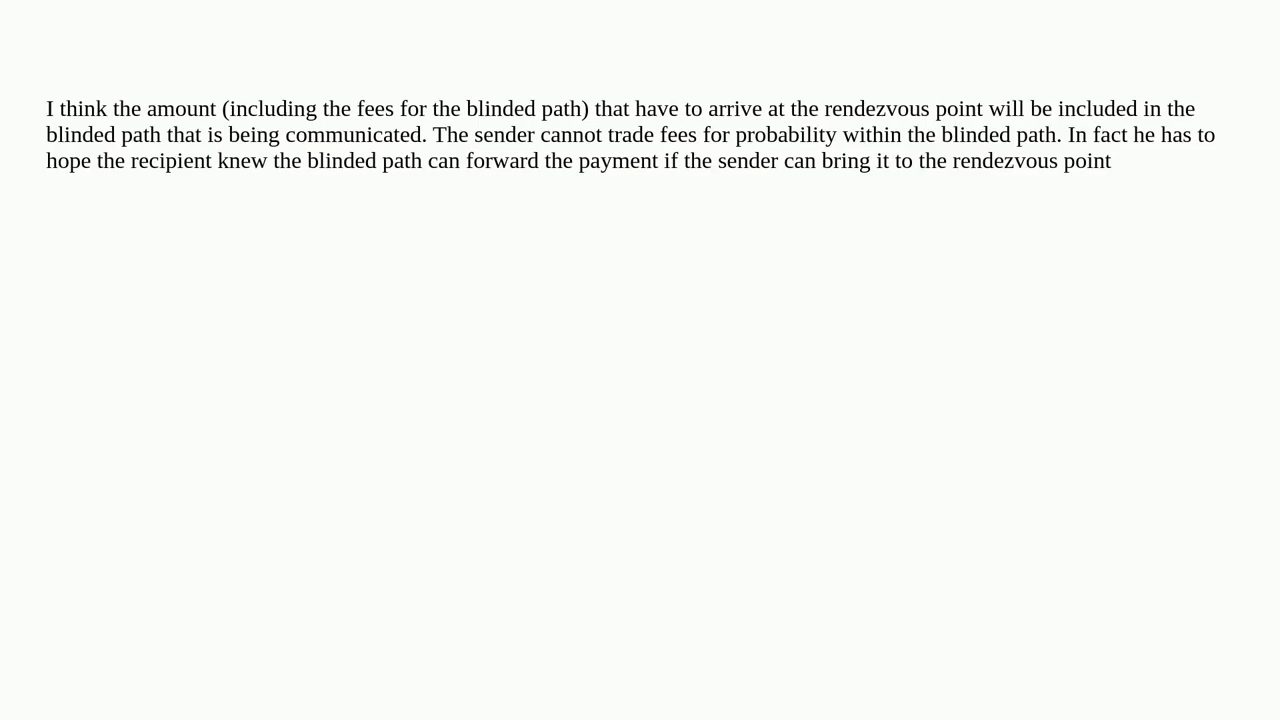 I think the amount (including the fees for the blinded path) that have to arrive at the rendezvous point will be included in the
blinded path that is being communicated. The sender cannot trade fees for probability within the blinded path. In fact he has to
hope the recipient knew the blinded path can forward the payment if the sender can bring it to the rendezvous point